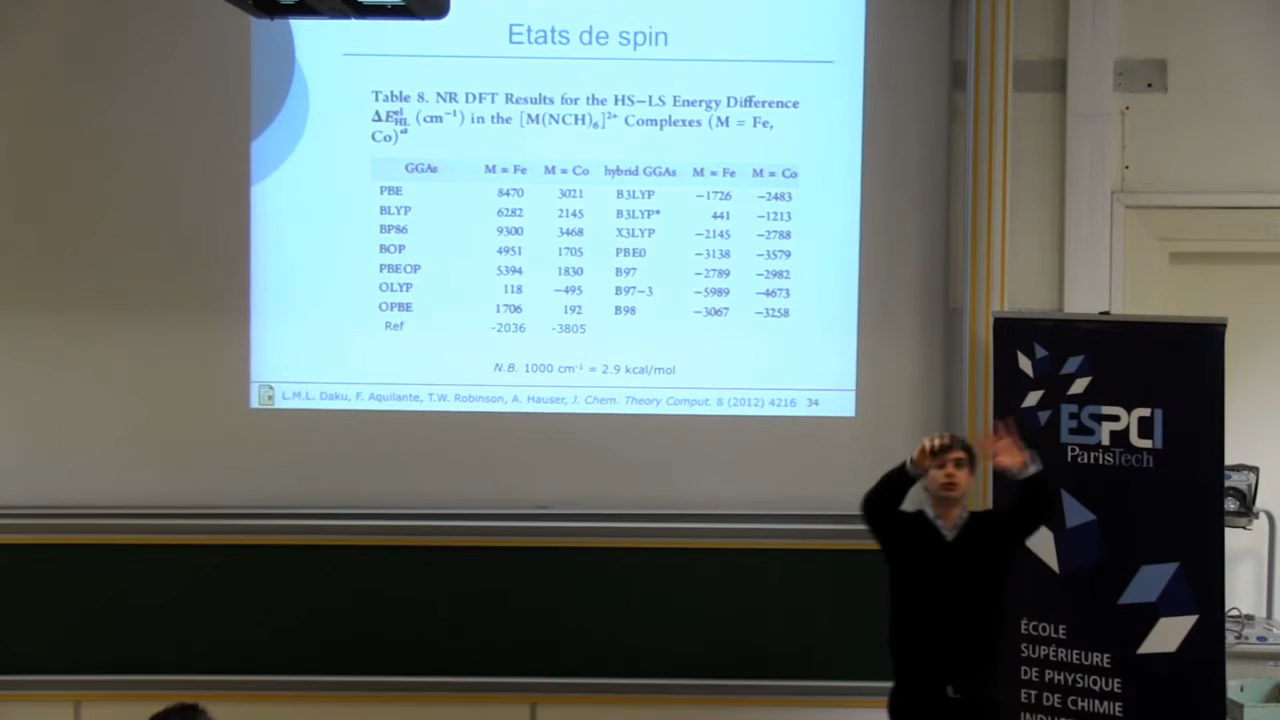 Etats de spin
Table 8. NR DFT Results for the HS−LS Energy Difference
ΔE^el_HL (cm⁻¹) in the [M(NCH)₆]²⁺ Complexes (M = Fe,
Co)ᵃ
GGAs M = Fe M = Co hybrid GGAs M = Fe M = Co
PBE 8470 3021 B3LYP −1726 −2483
BLYP 6282 2145 B3LYP* 441 −1213
BP86 9300 3468 X3LYP −2145 −2788
BOP 4951 1705 PBE0 −3138 −3579
PBEOP 5394 1830 B97 −2789 −2982
OLYP 118 −495 B97−3 −5989 −4673
OPBE 1706 192 B98 −3067 −3258
Ref -2036 -3805
N.B. 1000 cm⁻¹ = 2.9 kcal/mol
L.M.L. Daku, F. Aquilante, T.W. Robinson, A. Hauser, J. Chem. Theory Comput. 8 (2012) 4216 34
ESPCI
ParisTech
ÉCOLE
SUPÉRIEURE
DE PHYSIQUE
ET DE CHIMIE